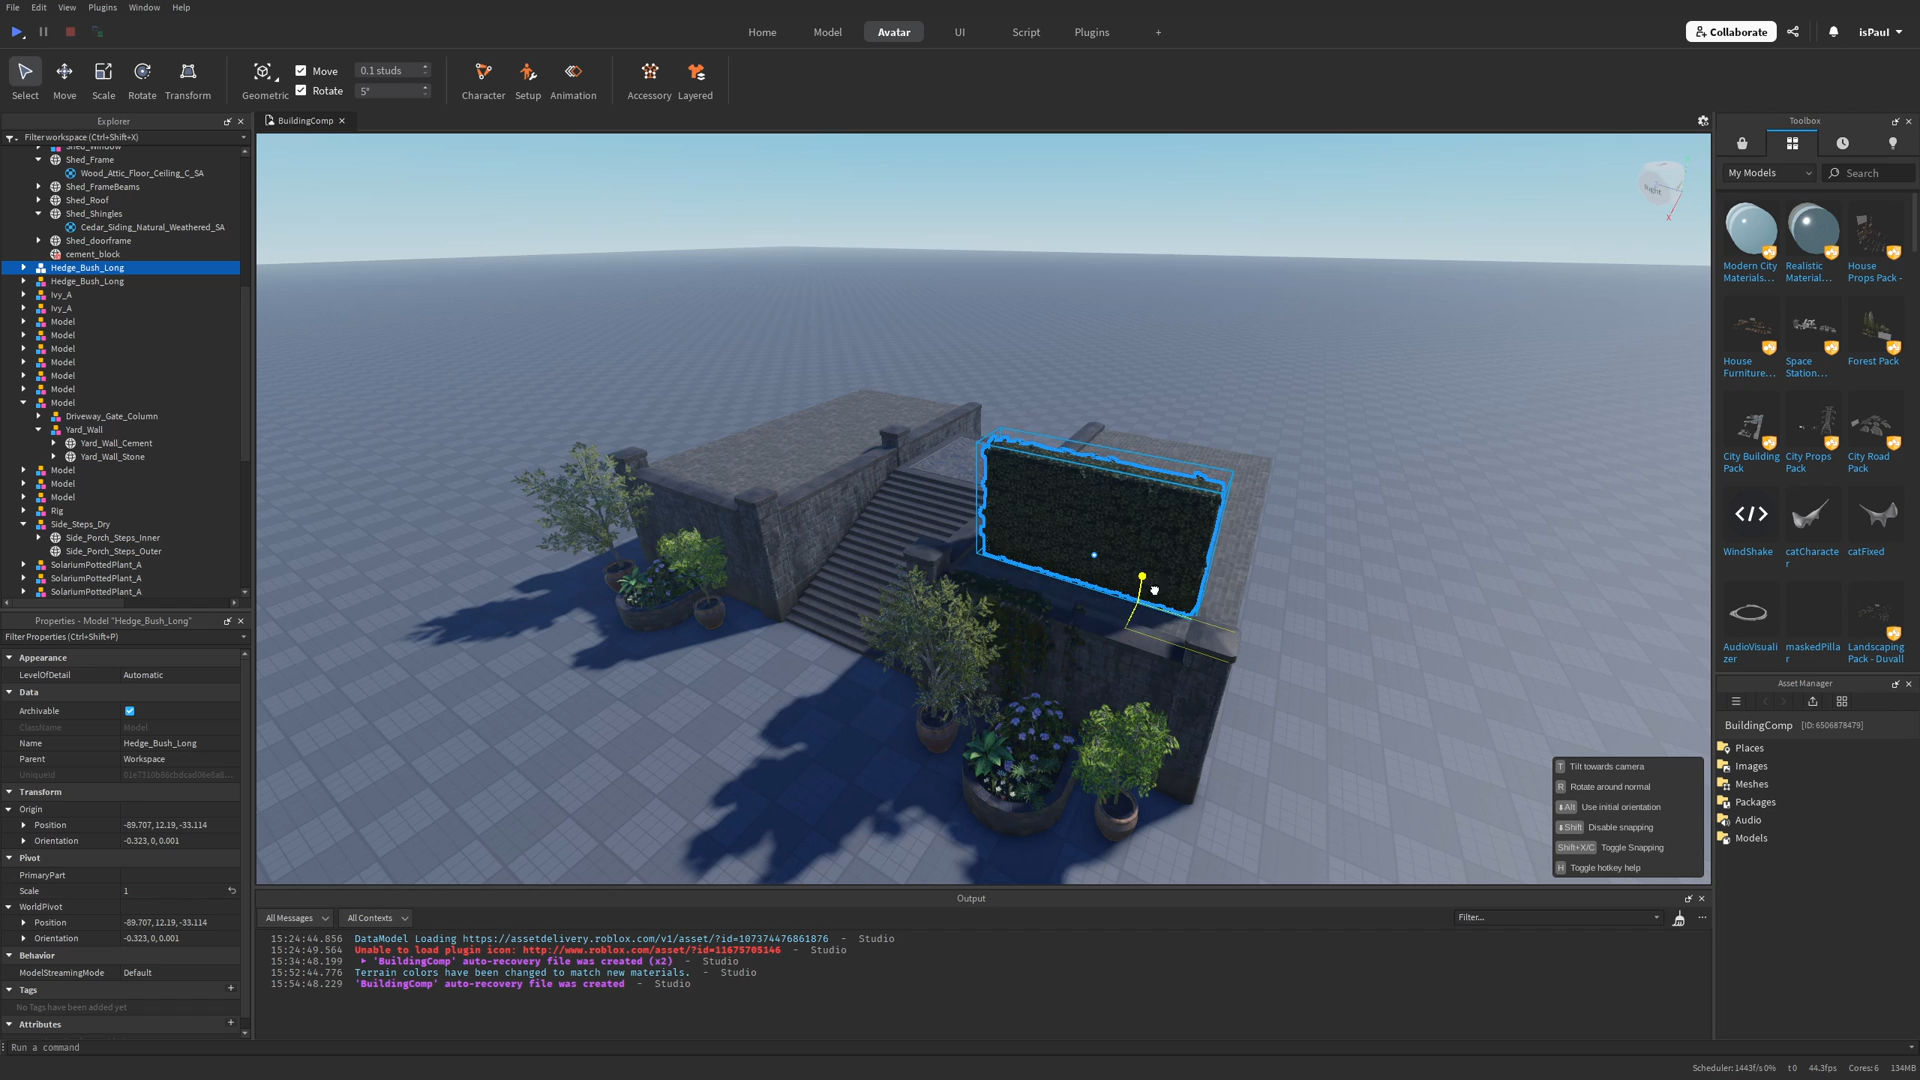 File Edit View Plugins Window Help
Home Model Avatar UI Script Plugins +
Collaborate
isPaul
Select Move Scale Rotate Transform
Geometric
Move 0.1 studs
Rotate 5°
Character Setup Animation
Accessory Layered
Explorer
Filter workspace (Ctrl+Shift+X)
Shed_Window
Shed_Frame
Wood_Attic_Floor_Ceiling_C_SA
Shed_FrameBeams
Shed_Roof
Shed_Shingles
Cedar_Siding_Natural_Weathered_SA
Shed_doorframe
cement_block
Hedge_Bush_Long
Hedge_Bush_Long
Ivy_A
Ivy_A
Model
Model
Model
Model
Model
Model
Model
Driveway_Gate_Column
Yard_Wall
Yard_Wall_Cement
Yard_Wall_Stone
Model
Model
Model
Rig
Side_Steps_Dry
Side_Porch_Steps_Inner
Side_Porch_Steps_Outer
SolariumPottedPlant_A
SolariumPottedPlant_A
SolariumPottedPlant_A
Properties - Model "Hedge_Bush_Long"
Filter Properties (Ctrl+Shift+P)
Appearance
LevelOfDetail Automatic
Data
Archivable
ClassName Model
Name Hedge_Bush_Long
Parent Workspace
UniqueId
Transform
Origin
Position -89.707, 12.19, -33.114
Orientation -0.323, 0, 0.001
Pivot
PrimaryPart
Scale 1
WorldPivot
Position -89.707, 12.19, -33.114
Orientation -0.323, 0, 0.001
Behavior
ModelStreamingMode Default
Tags +
No Tags have been added yet
Attributes +
Run a command
BuildingComp
Right
X
T Tilt towards camera
R Rotate around normal
Alt Use initial orientation
Shift Disable snapping
Shift+X/C Toggle Snapping
H Toggle hotkey help
Output
All Messages All Contexts
Filter...
15:24:44.856 DataModel Loading https://assetdelivery.roblox.com/v1/asset/?id=107374476861876 - Studio
15:24:49.564 Unable to load plugin icon: http://www.roblox.com/asset/?id=11675705146 - Studio
15:34:48.199 'BuildingComp' auto-recovery file was created (x2) - Studio
15:52:44.776 Terrain colors have been changed to match new materials. - Studio
15:54:48.229 'BuildingComp' auto-recovery file was created - Studio
Toolbox
My Models
Search
Modern City Materials...
Realistic Material...
House Props Pack -
House Furniture...
Space Station...
Forest Pack
City Building Pack
City Props Pack
City Road Pack
WindShake
catCharacter
catFixed
AudioVisualizer
maskedPillar
Landscaping Pack - Duvall
Asset Manager
BuildingComp [ID: 6506878479]
Places
Images
Meshes
Packages
Audio
Models
Scheduler: 1443f/s 0% t 0 44.3fps Cores: 6 134MB